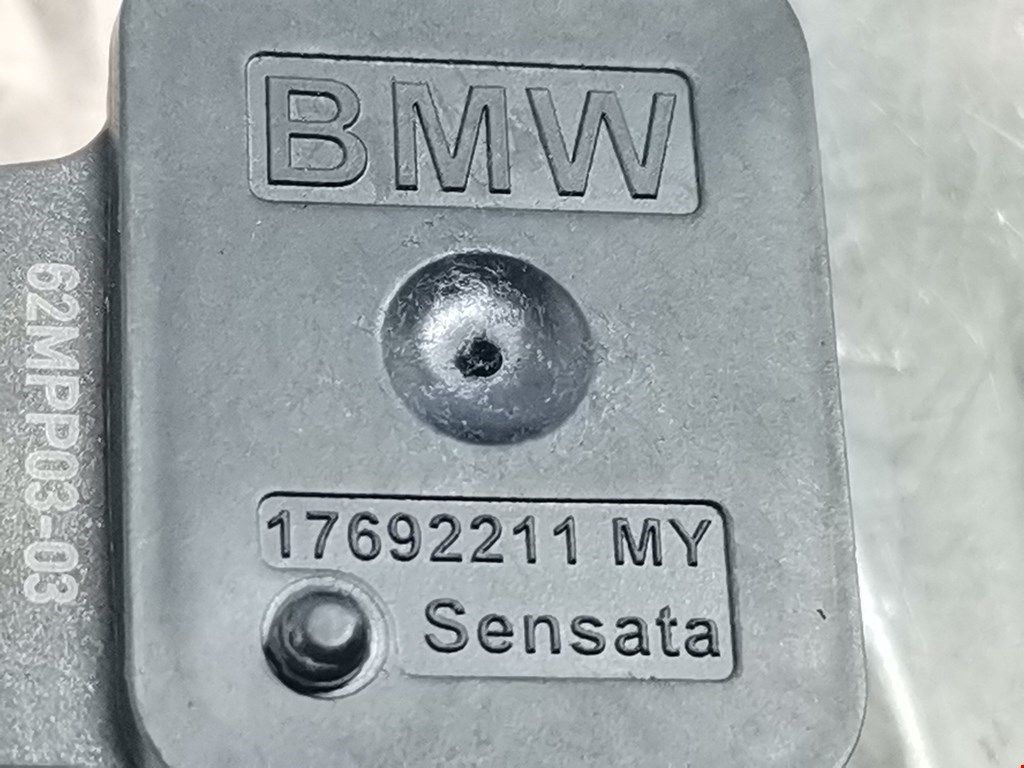 BMW
62MPP03-03
17692211 MY
Sensata